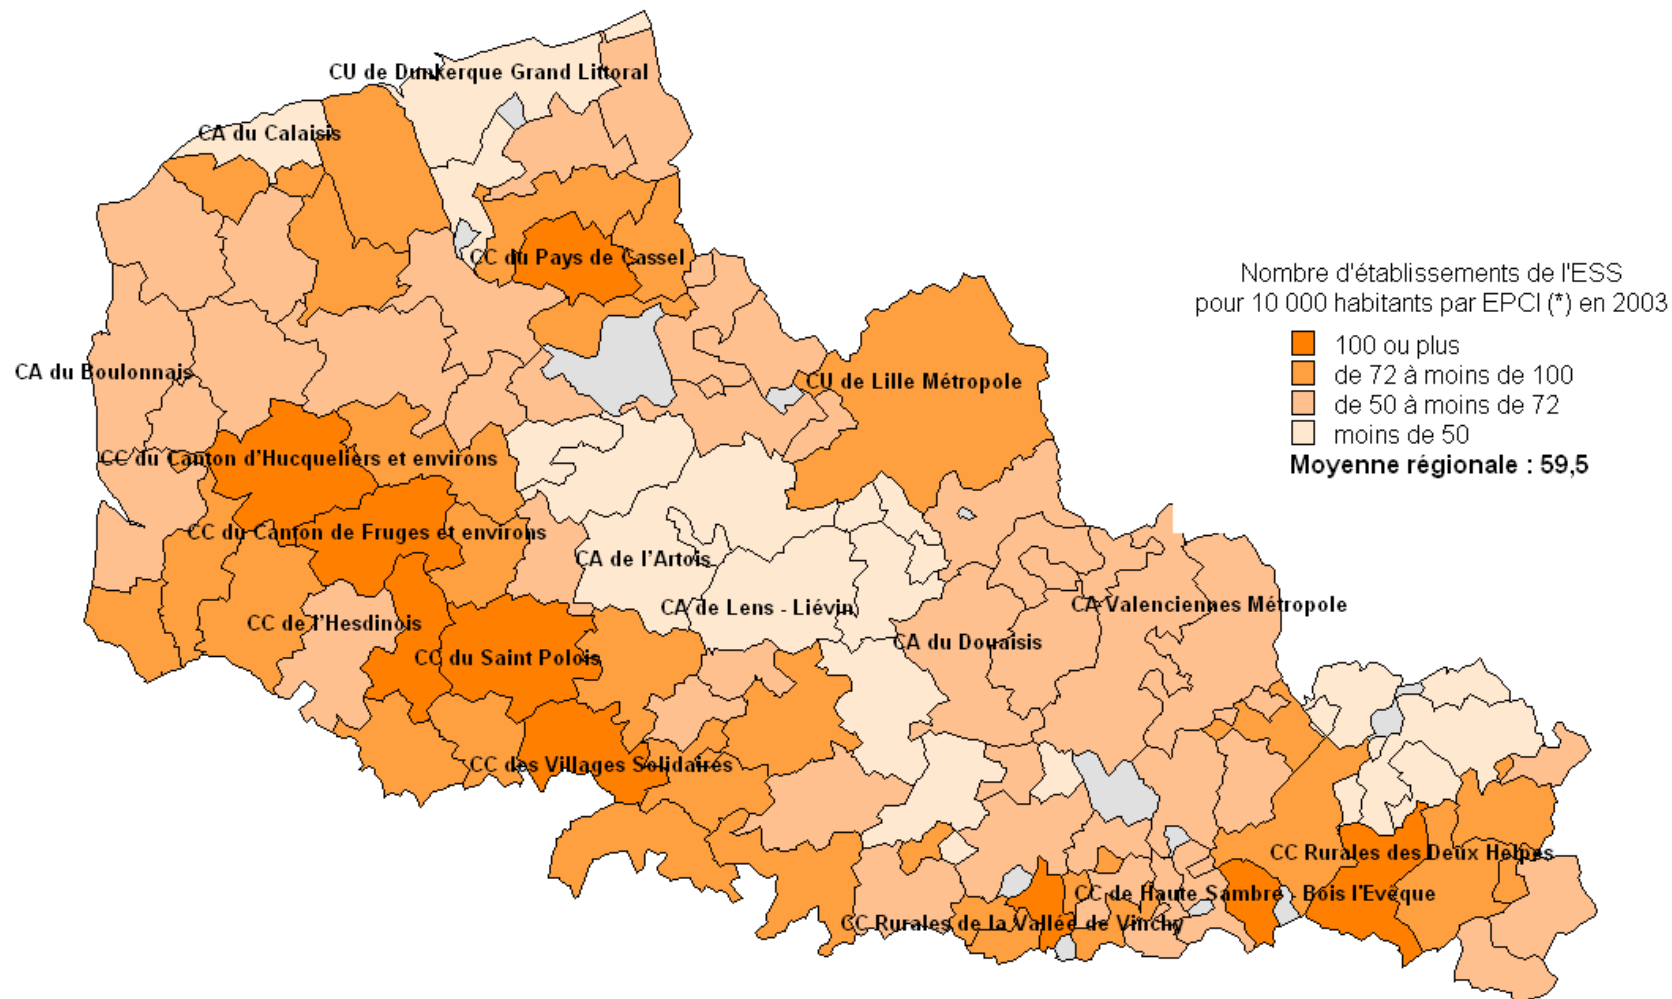 CU de Dunkerque Grand Littoral
CA du Calaisis
CC du Pays de Cassel
Nombre d'établissements de l'ESS
pour 10 000 habitants par EPCI (*) en 2003
100 ou plus
de 72 à moins de 100
de 50 à moins de 72
moins de 50
Moyenne régionale : 59,5
CA du Boulonnais
CU de Lille Métropole
CC du Canton d'Hucqueliers et environs
CC du Canton de Fruges et environs
CA de l'Artois
CA de Lens - Liévin
CA Valenciennes Métropole
CC de l'Hesdinois
CA du Douaisis
CC du Saint Polois
CC des Villages Solidaires
CC Rurales des Deux Helpes
CC de Haute Sambre - Bois l'Evêque
CC Rurales de la Vallée de Vinchy